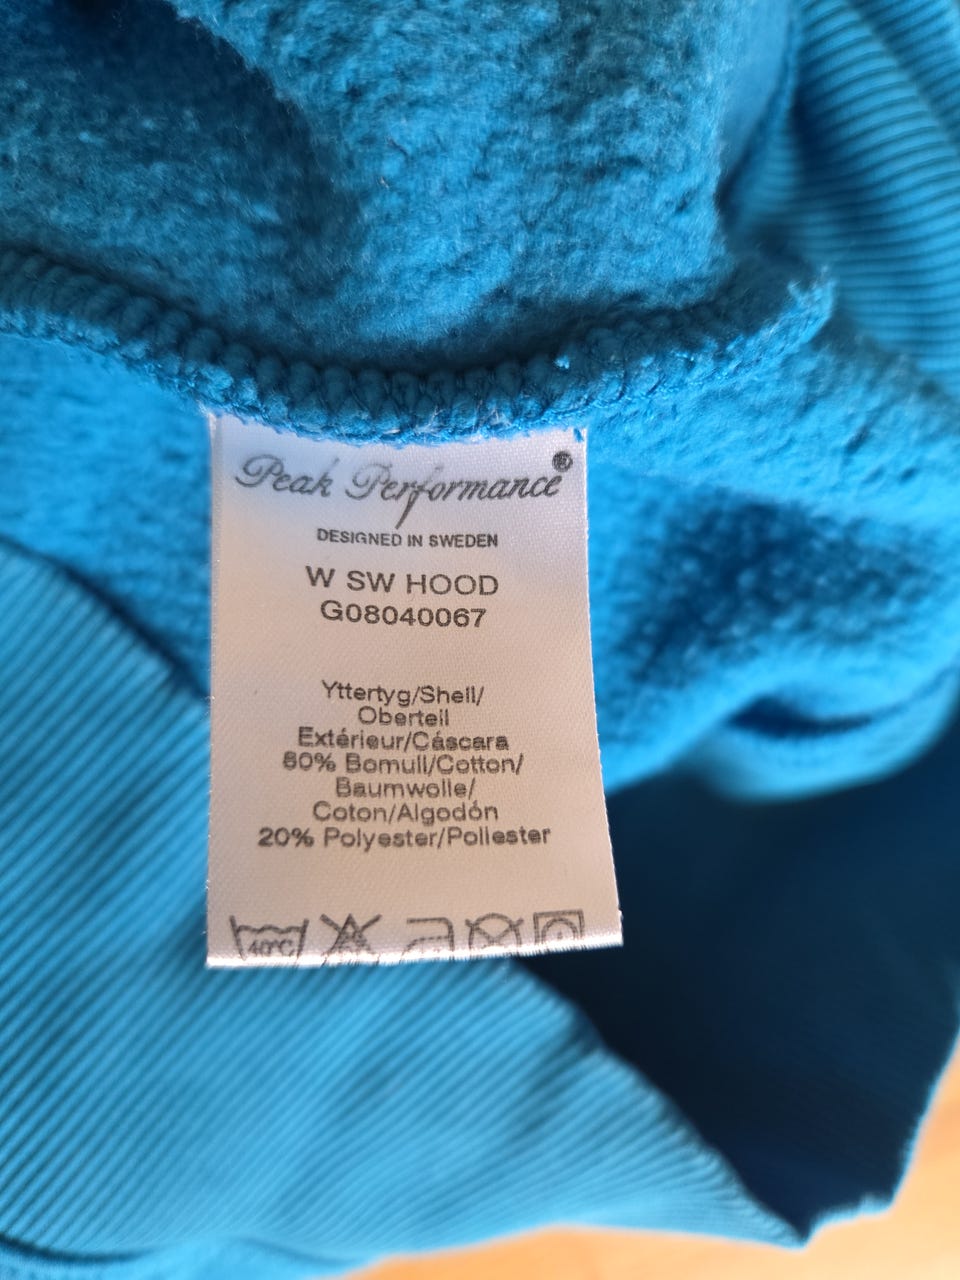 Peak Performance®
DESIGNED IN SWEDEN
W SW HOOD
G08040067
Yttertyg/Shell/
Oberteil
Extérieur/Cáscara
80% Bomull/Cotton/
Baumwolle/
Coton/Algodón
20% Polyester/Poliester
40°C